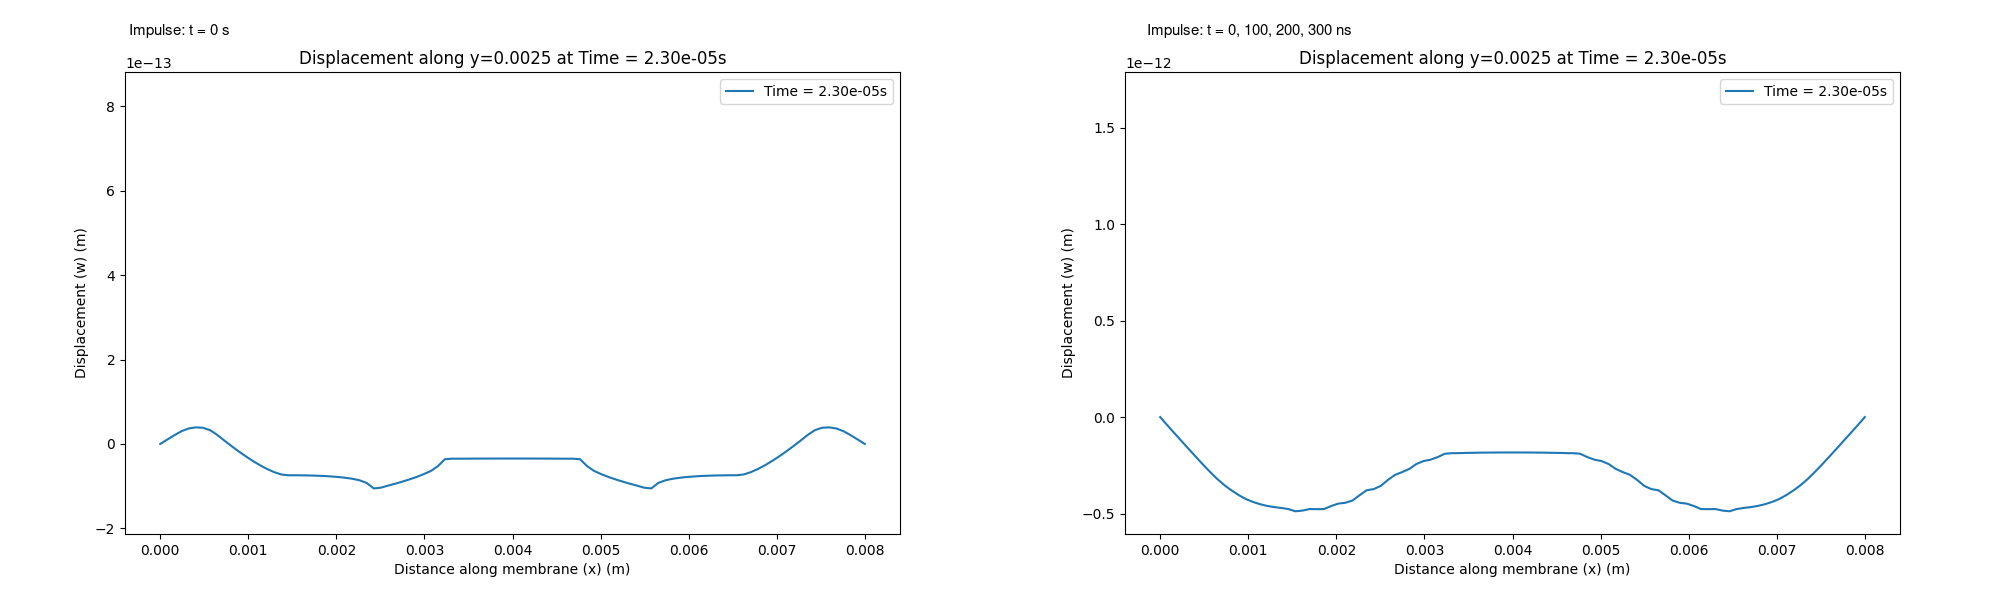 Impulse: t = 0 s
Displacement along y=0.0025 at Time = 2.30e-05s
1e−13
Time = 2.30e-05s
8
6
4
2
0
−2
Displacement (w) (m)
0.000 0.001 0.002 0.003 0.004 0.005 0.006 0.007 0.008
Distance along membrane (x) (m)
Impulse: t = 0, 100, 200, 300 ns
Displacement along y=0.0025 at Time = 2.30e-05s
1e−12
Time = 2.30e-05s
1.5
1.0
0.5
0.0
−0.5
Displacement (w) (m)
0.000 0.001 0.002 0.003 0.004 0.005 0.006 0.007 0.008
Distance along membrane (x) (m)